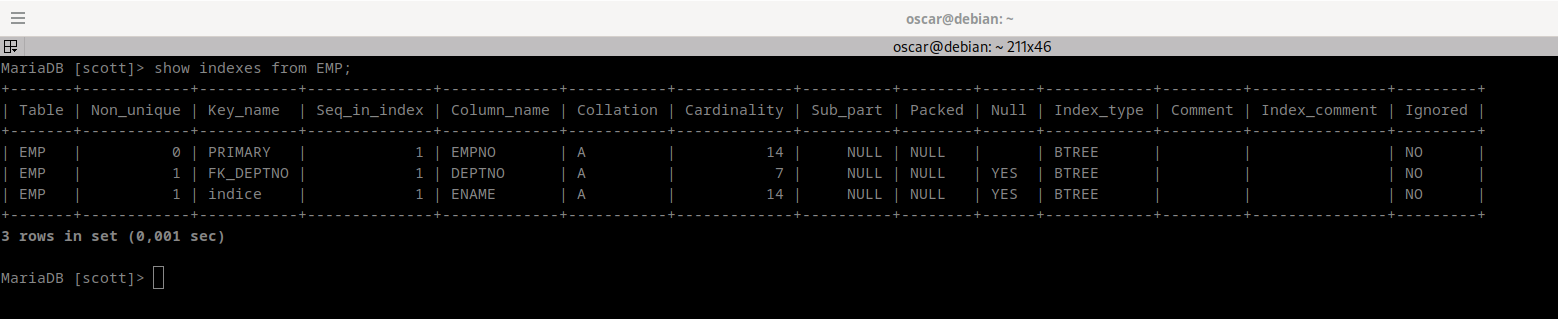 oscar@debian: ~
oscar@debian: ~ 211x46
MariaDB [scott]> show indexes from EMP;
+-------+------------+-----------+--------------+-------------+-----------+-------------+----------+--------+------+------------+---------+---------------+---------+
| Table | Non_unique | Key_name  | Seq_in_index | Column_name | Collation | Cardinality | Sub_part | Packed | Null | Index_type | Comment | Index_comment | Ignored |
+-------+------------+-----------+--------------+-------------+-----------+-------------+----------+--------+------+------------+---------+---------------+---------+
| EMP   |          0 | PRIMARY   |            1 | EMPNO       | A         |          14 |     NULL | NULL   |      | BTREE      |         |               | NO      |
| EMP   |          1 | FK_DEPTNO |            1 | DEPTNO      | A         |           7 |     NULL | NULL   | YES  | BTREE      |         |               | NO      |
| EMP   |          1 | indice    |            1 | ENAME       | A         |          14 |     NULL | NULL   | YES  | BTREE      |         |               | NO      |
+-------+------------+-----------+--------------+-------------+-----------+-------------+----------+--------+------+------------+---------+---------------+---------+
3 rows in set (0,001 sec)
MariaDB [scott]>